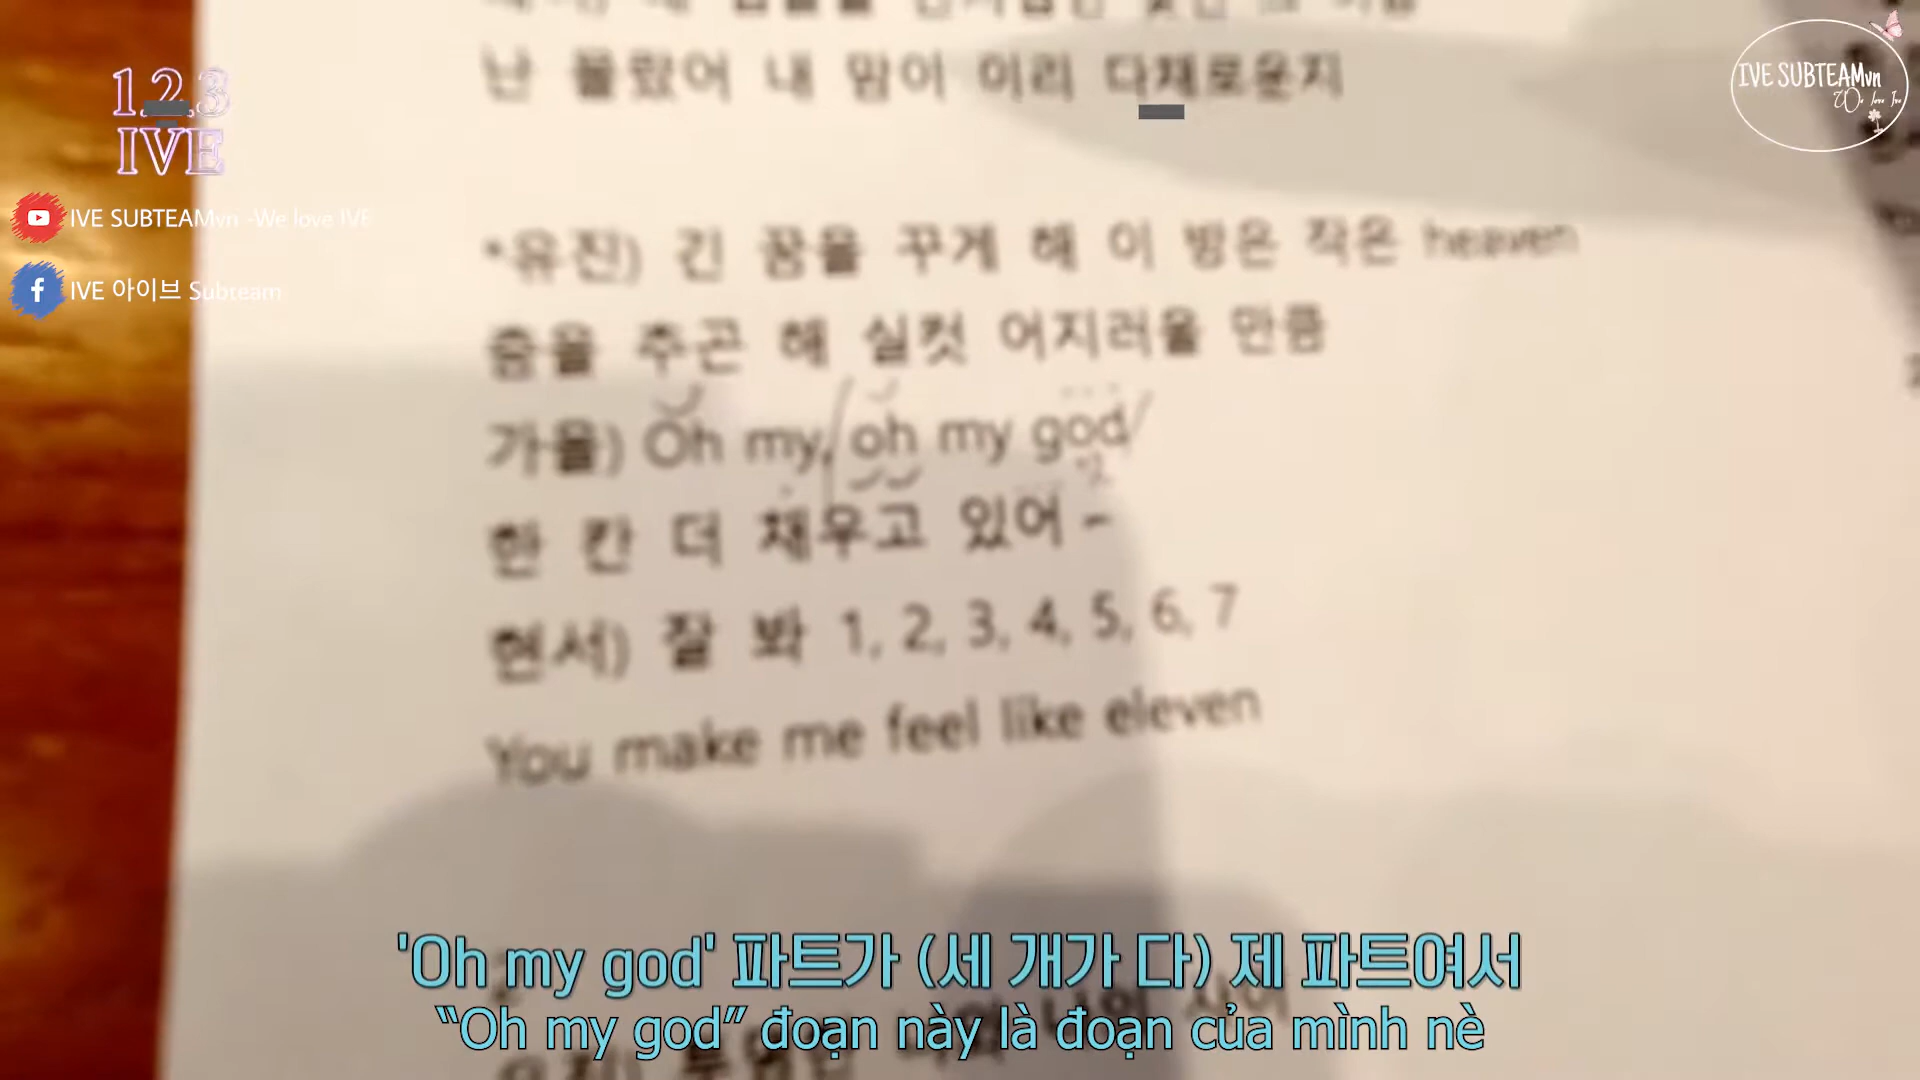 난 몰랐어 내 맘이 이리 다채로운지
1,2,3
IVE
IVE SUBTEAMvn
We love Ive
IVE SUBTEAMvn -We love IVE
IVE 아이브 Subteam
*유진) 긴 꿈을 꾸게 해 이 방은 작은 heaven
춤을 추곤 해 실컷 어지러울 만큼
가을) Oh my, oh my god
한 칸 더 채우고 있어
현서) 잘 봐 1, 2, 3, 4, 5, 6, 7
You make me feel like eleven
'Oh my god' 파트가 (세 개가 다) 제 파트여서
“Oh my god” đoạn này là đoạn của mình nè